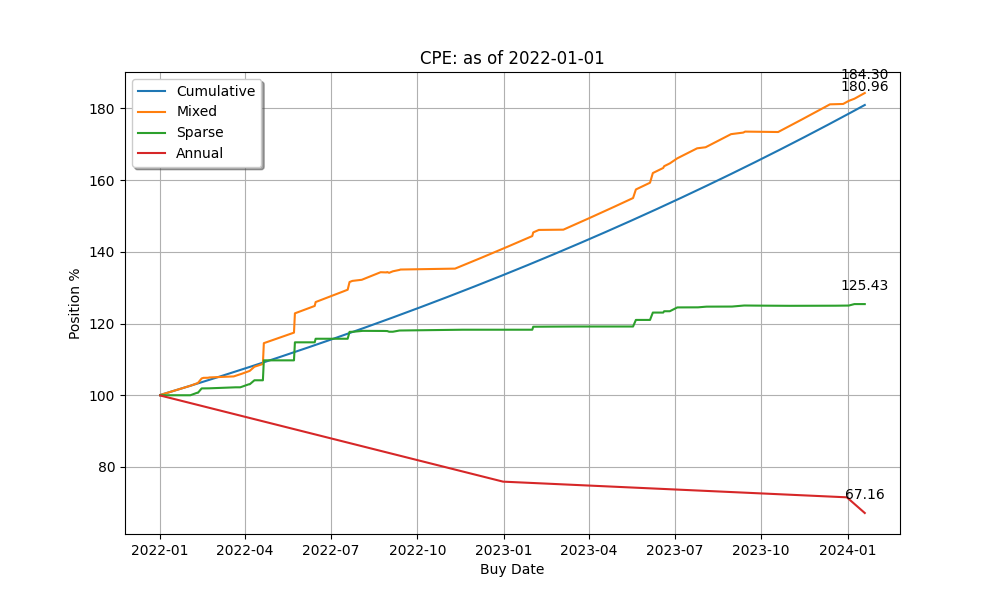 CPE: as of 2022-01-01
184.30
180.96
Cumulative
Mixed
Sparse
Annual
125.43
67.16
180
160
140
120
100
80
Position %
2022-01 2022-04 2022-07 2022-10 2023-01 2023-04 2023-07 2023-10 2024-01
Buy Date